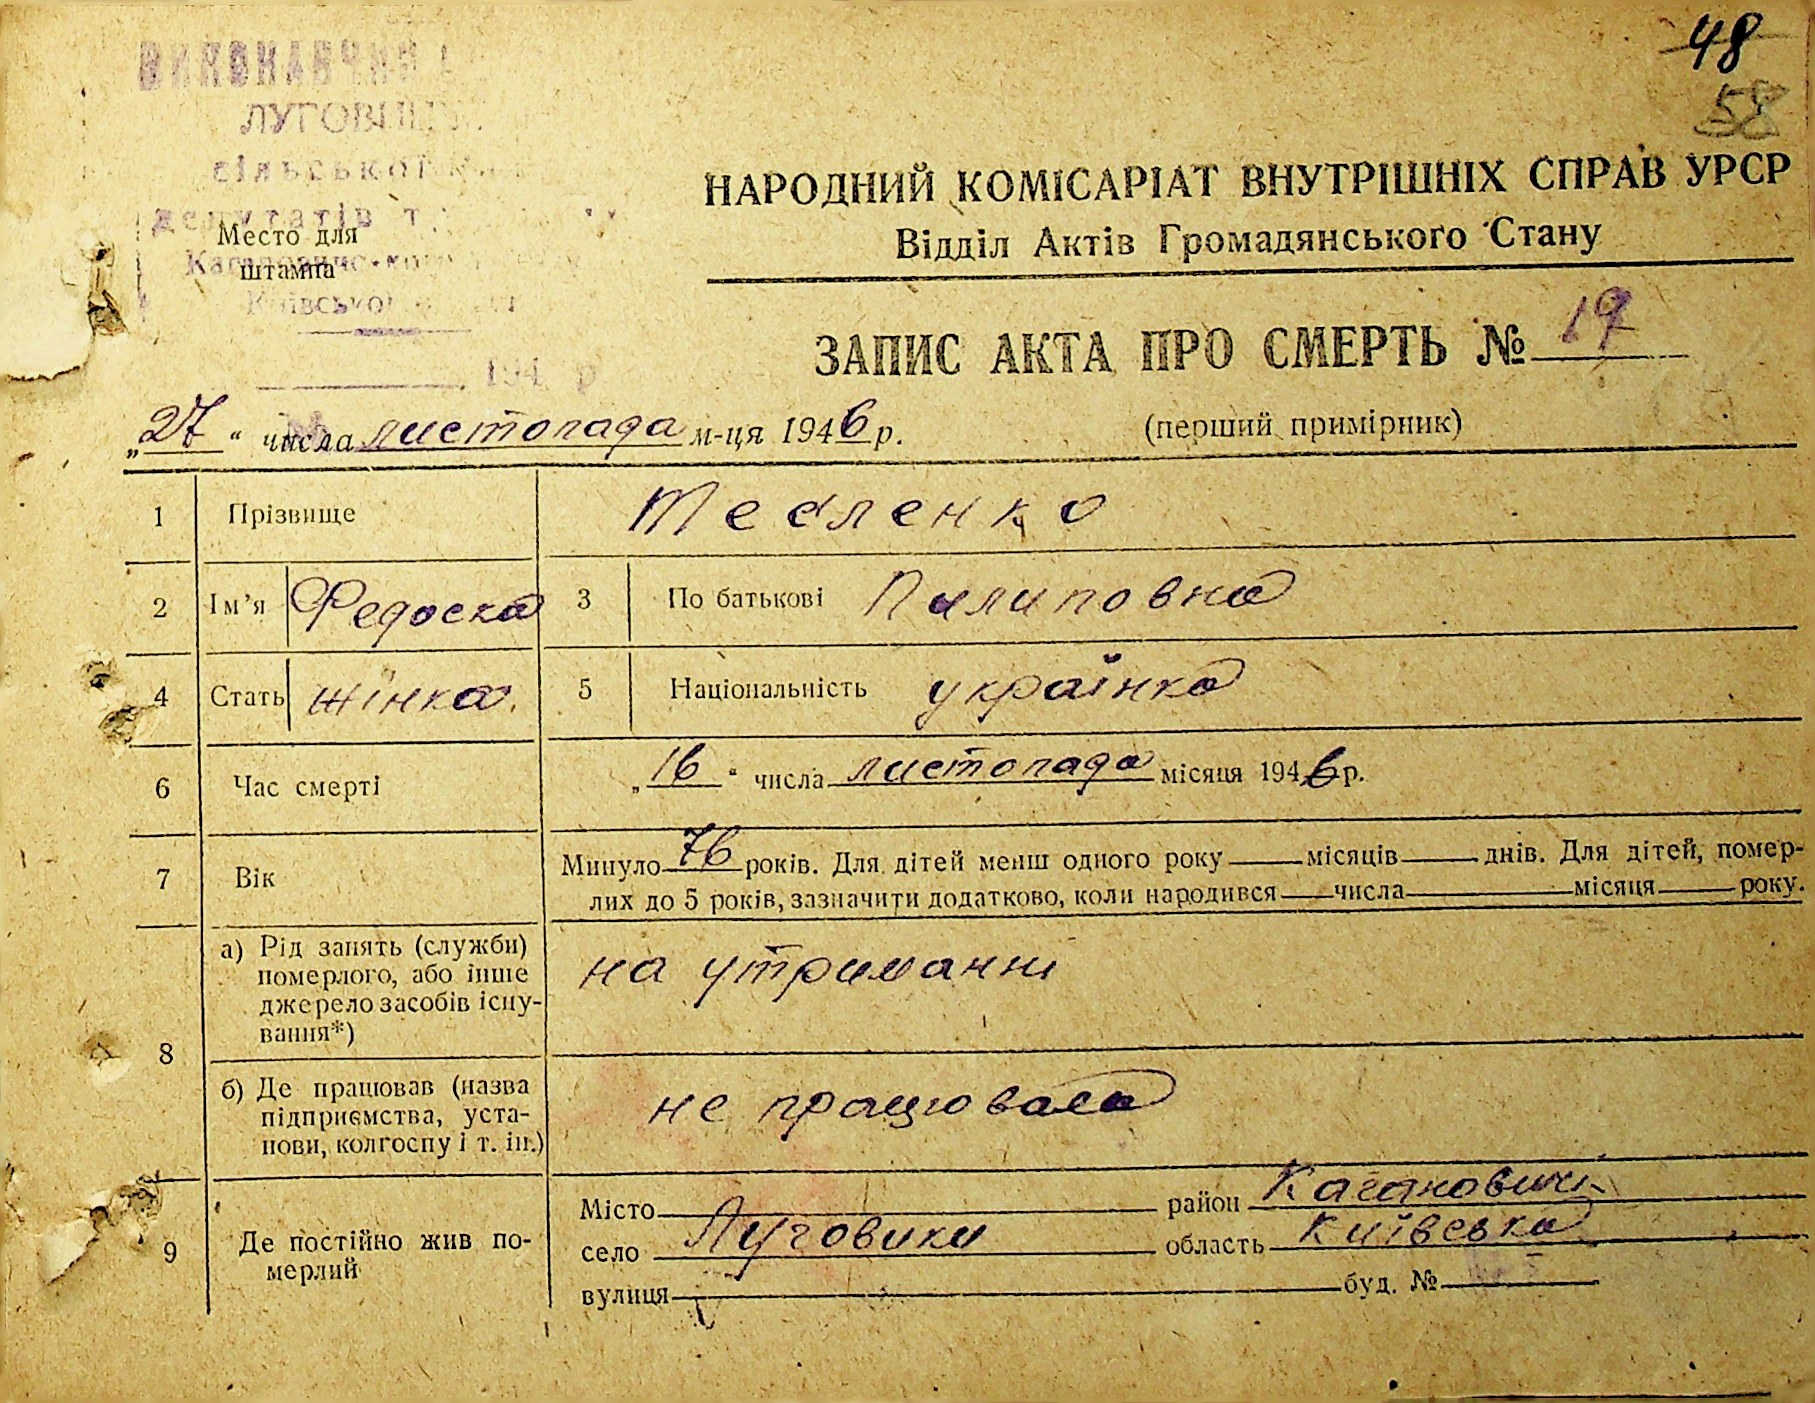 48
58
ВИКОНАВЧИЙ
ЛУГОВИЦ
сільської
депутатів т
Київської
194 р
Место для
штампа
НАРОДНИЙ КОМІСАРІАТ ВНУТРІШНІХ СПРАВ УРСР
Відділ Актів Громадянського Стану
ЗАПИС АКТА ПРО СМЕРТЬ № 19
„27“ числа листопада м-ця 1946 р.
(перший примірник)
1 Прізвище Тесленко
2 Ім’я Федоска 3 По батькові Пилиповна
4 Стать жінка. 5 Національність українка
6 Час смерті „16“ числа листопада місяця 1946 р.
7 Вік Минуло 76 років. Для дітей менш одного року місяців днів. Для дітей, помер-
лих до 5 років, зазначити додатково, коли народився числа місяця року.
8 а) Рід занять (служби)
померлого, або інше
джерело засобів існу-
вання*)
на утриманні
б) Де працював (назва
підприємства, уста-
нови, колгоспу і т. ін.)
не працювала
9 Де постійно жив по-
мерлий
Місто район Кагановичі
село Луговики область Київська
вулиця буд. №